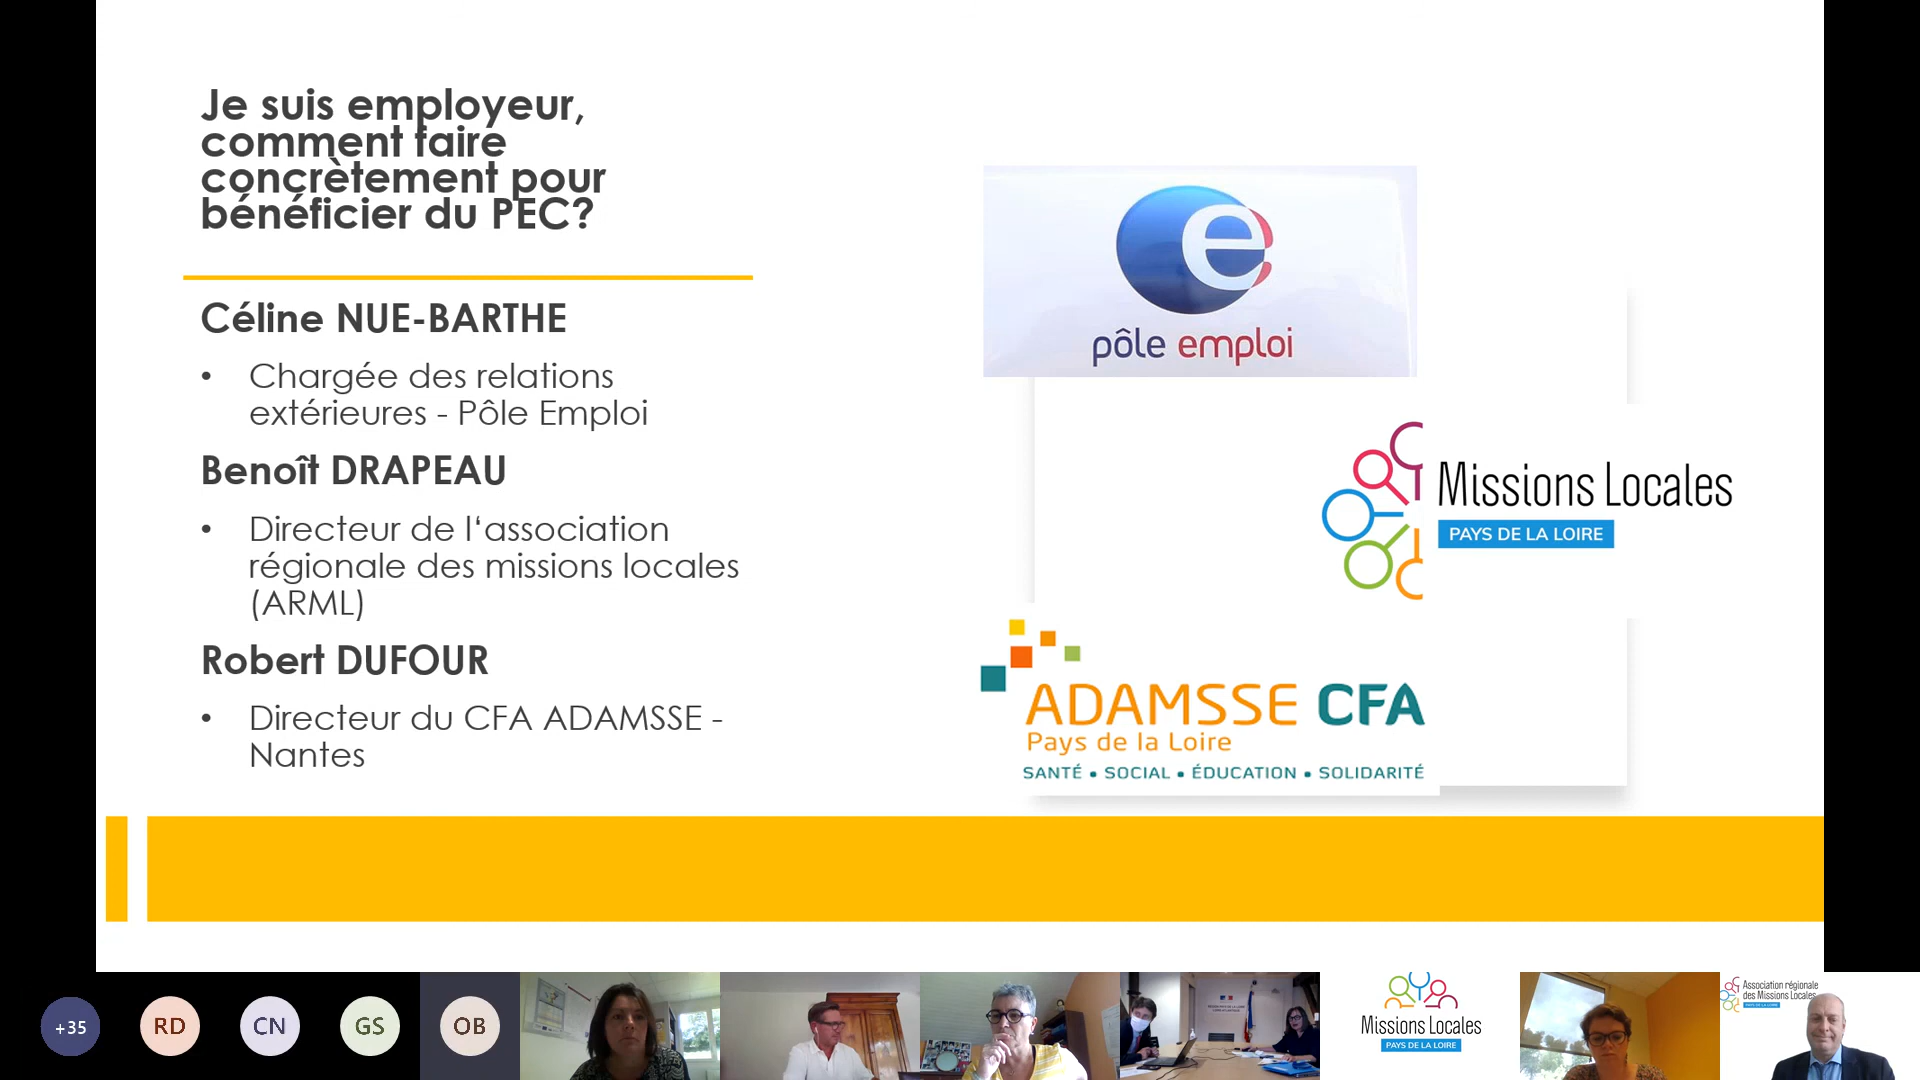 Je suis employeur,
comment faire
concrètement pour
bénéficier du PEC?
Céline NUE-BARTHE
• Chargée des relations
extérieures - Pôle Emploi
Benoît DRAPEAU
• Directeur de l‘association
régionale des missions locales
(ARML)
Robert DUFOUR
• Directeur du CFA ADAMSSE -
Nantes
e
pôle emploi
Missions Locales
PAYS DE LA LOIRE
ADAMSSE CFA
Pays de la Loire
SANTÉ • SOCIAL • ÉDUCATION • SOLIDARITÉ
+35
RD
CN
GS
OB
Missions Locales
PAYS DE LA LOIRE
Association régionale
des Missions Locales